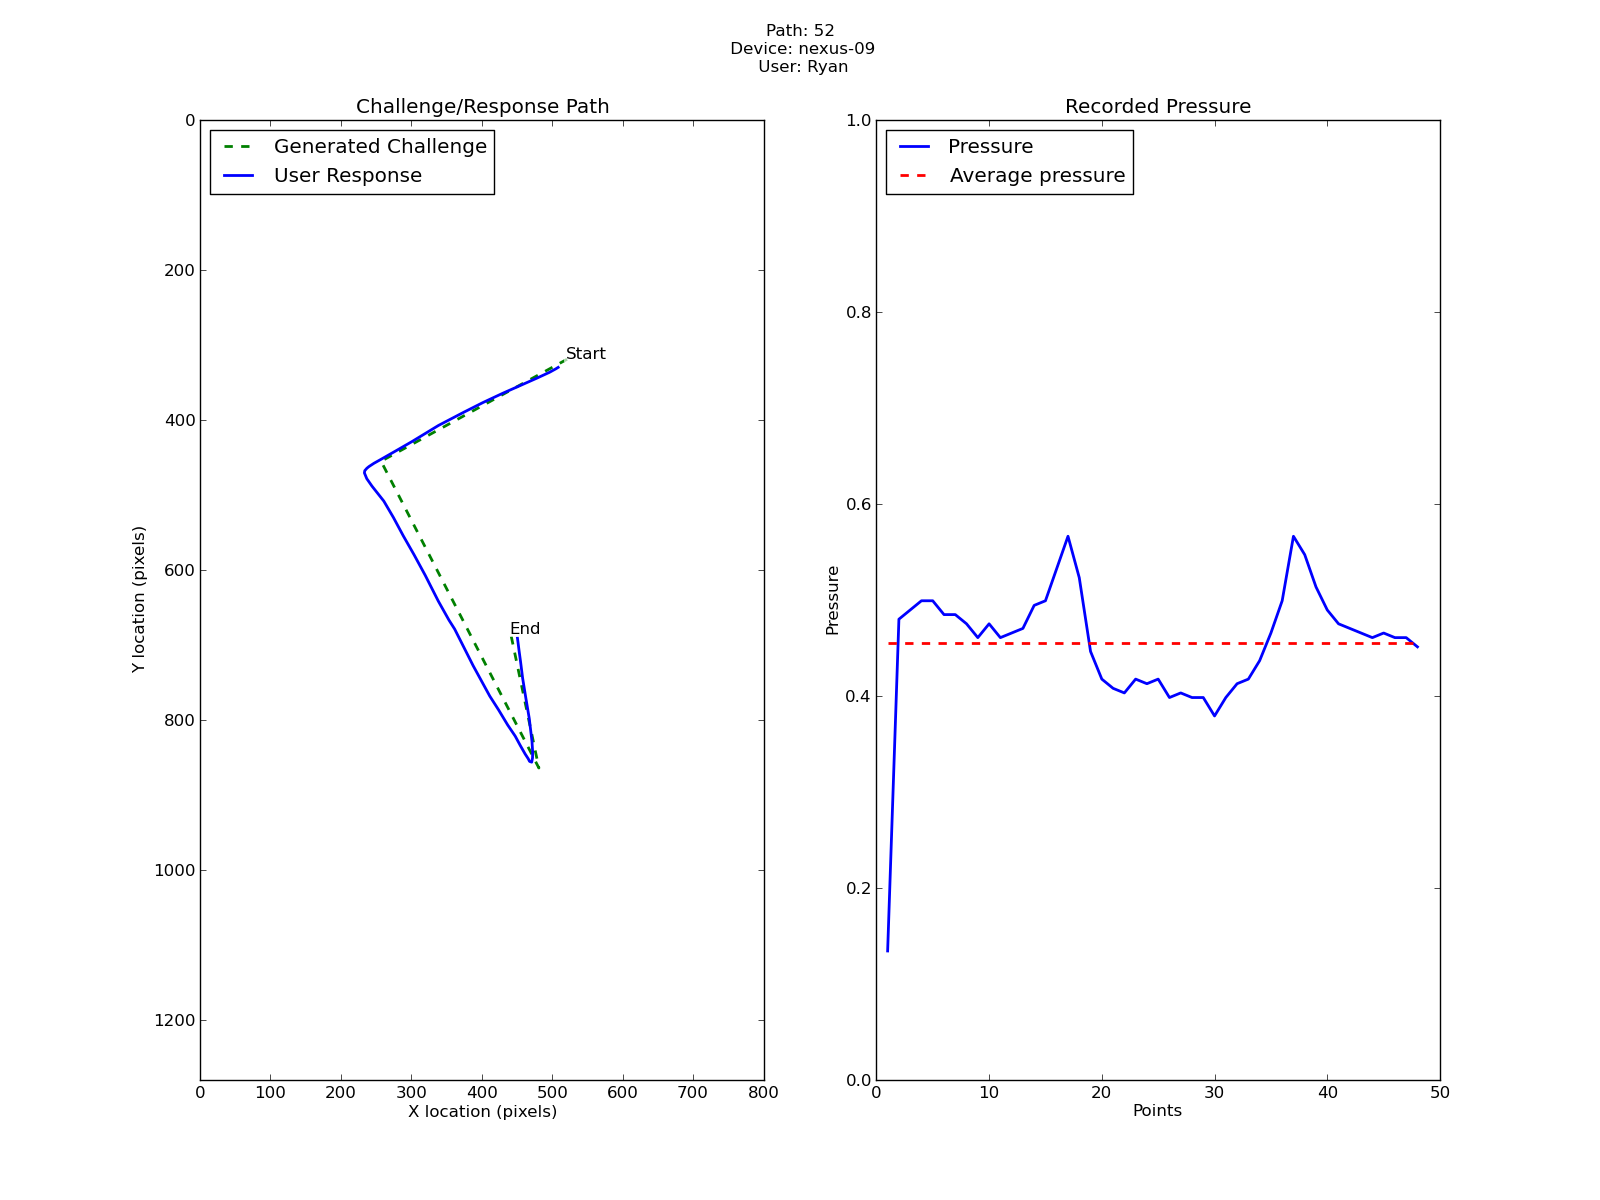 Path: 52
Device: nexus-09
User: Ryan
Challenge/Response Path
Generated Challenge
User Response
0
200
400
600
800
1000
1200
Y location (pixels)
Start
End
0 100 200 300 400 500 600 700 800
X location (pixels)
Recorded Pressure
Pressure
Average pressure
1.0
0.8
0.6
0.4
0.2
0.0
Pressure
0 10 20 30 40 50
Points